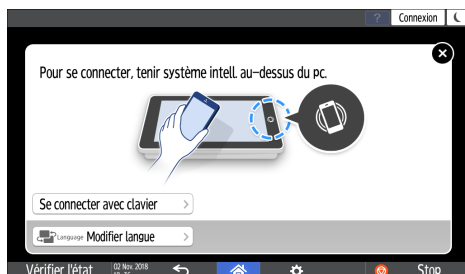 ?
Connexion
Pour se connecter, tenir système intell. au-dessus du pc.
Se connecter avec clavier
Language Modifier langue
Vérifier l'état
02 Nov. 2018
Stop